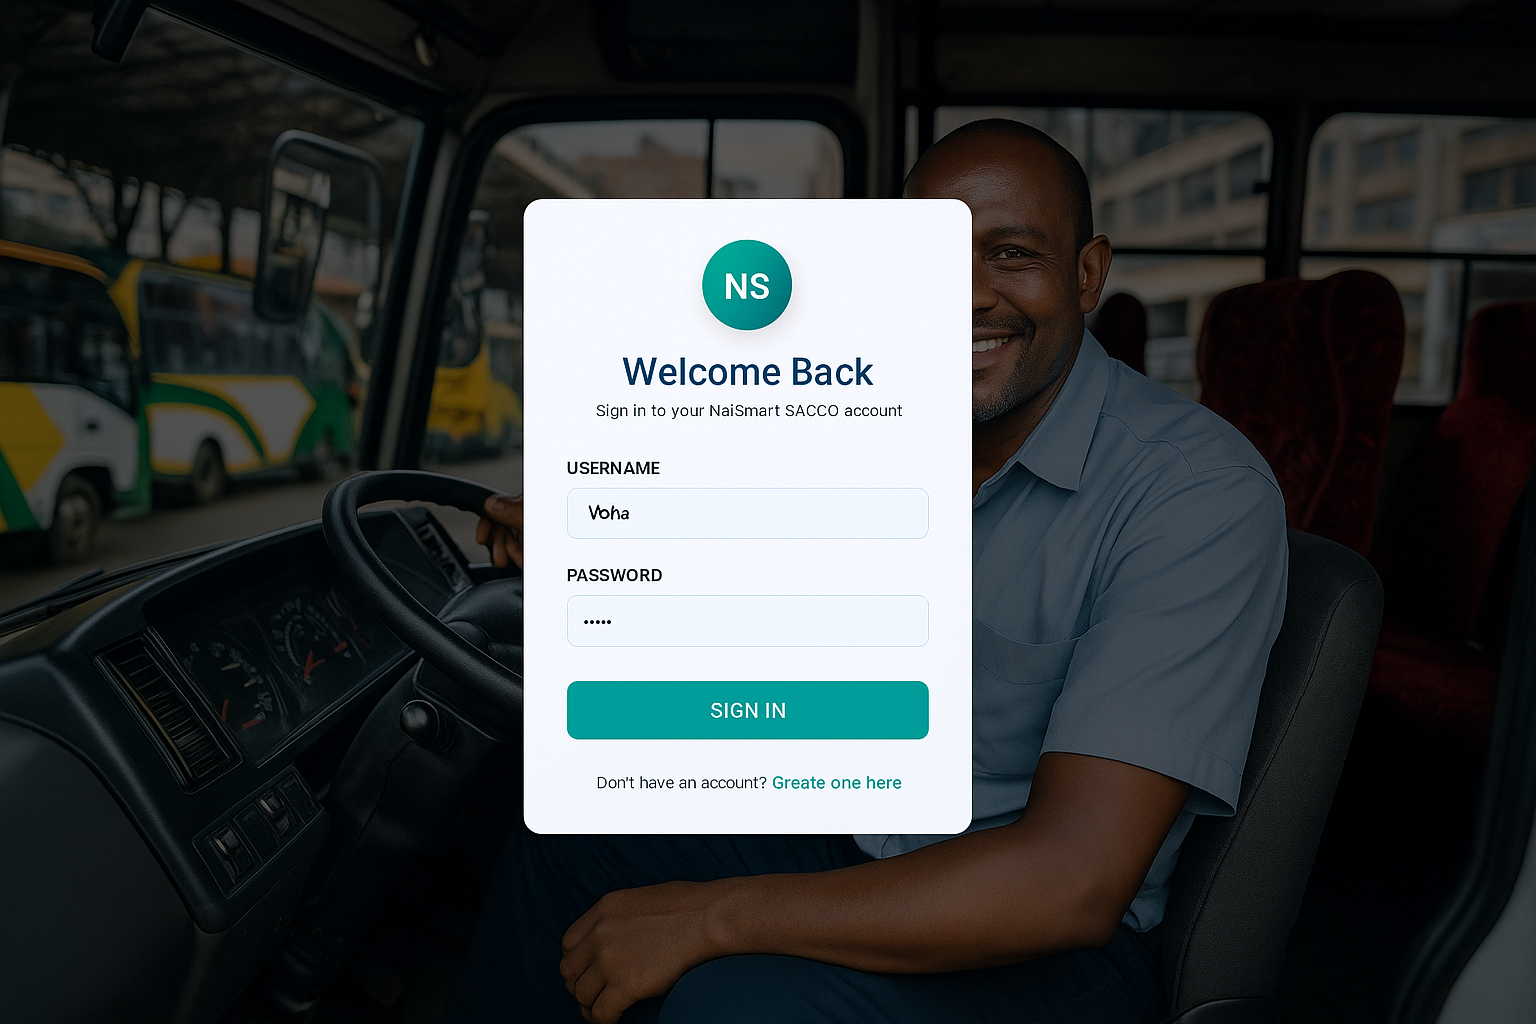 NS
Welcome Back
Sign in to your NaiSmart SACCO account
USERNAME
Voha
PASSWORD
•••••
SIGN IN
Don't have an account? Greate one here